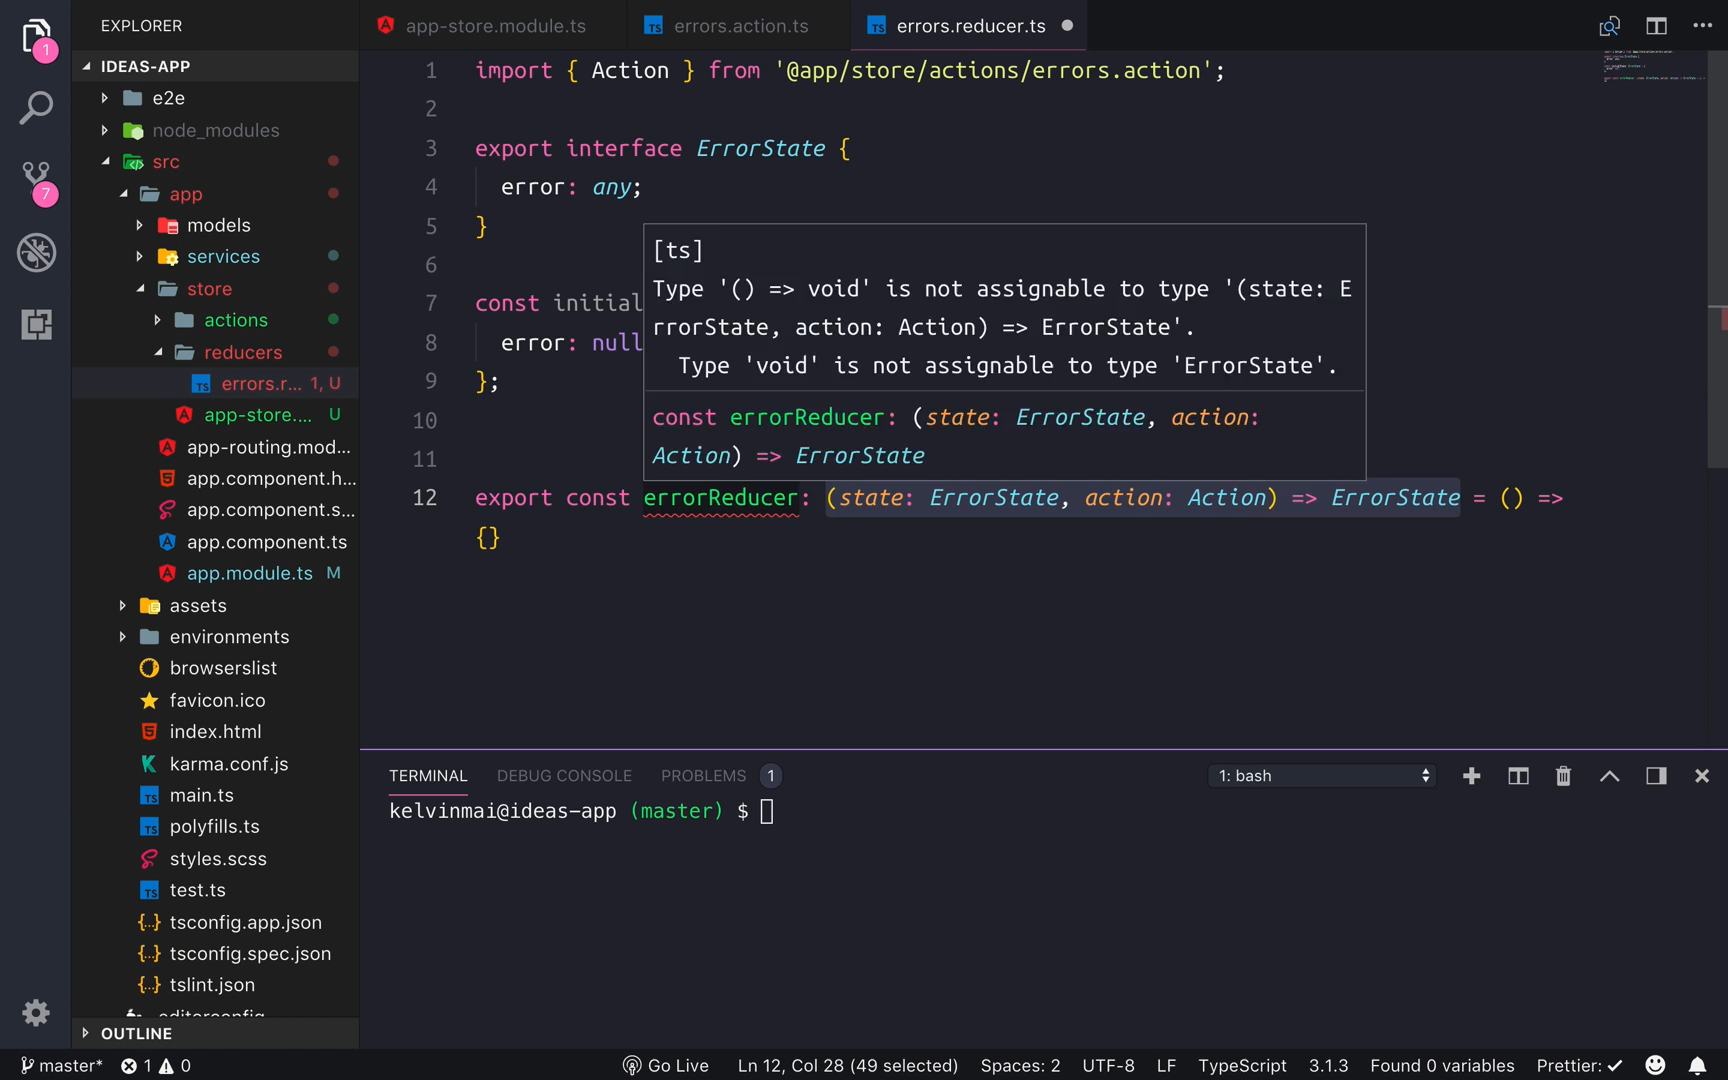 EXPLORER
app-store.module.ts
errors.action.ts
errors.reducer.ts
1
7
IDEAS-APP
e2e
node_modules
src
app
models
services
store
actions
reducers
errors.r... 1, U
app-store.... U
app-routing.mod...
app.component.h...
app.component.s...
app.component.ts
app.module.ts M
assets
environments
browserslist
favicon.ico
index.html
karma.conf.js
main.ts
polyfills.ts
styles.scss
test.ts
tsconfig.app.json
tsconfig.spec.json
tslint.json
OUTLINE
1 import { Action } from '@app/store/actions/errors.action';
2
3 export interface ErrorState {
4 error: any;
5 }
6
7 const initial
8 error: null
9 };
10
11
12 export const errorReducer: (state: ErrorState, action: Action) => ErrorState = () =>
{}
[ts]
Type '() => void' is not assignable to type '(state: E
rrorState, action: Action) => ErrorState'.
Type 'void' is not assignable to type 'ErrorState'.
const errorReducer: (state: ErrorState, action:
Action) => ErrorState
TERMINAL DEBUG CONSOLE PROBLEMS 1
1: bash
kelvinmai@ideas-app (master) $
master* 1 0
Go Live Ln 12, Col 28 (49 selected) Spaces: 2 UTF-8 LF TypeScript 3.1.3 Found 0 variables Prettier: ✓